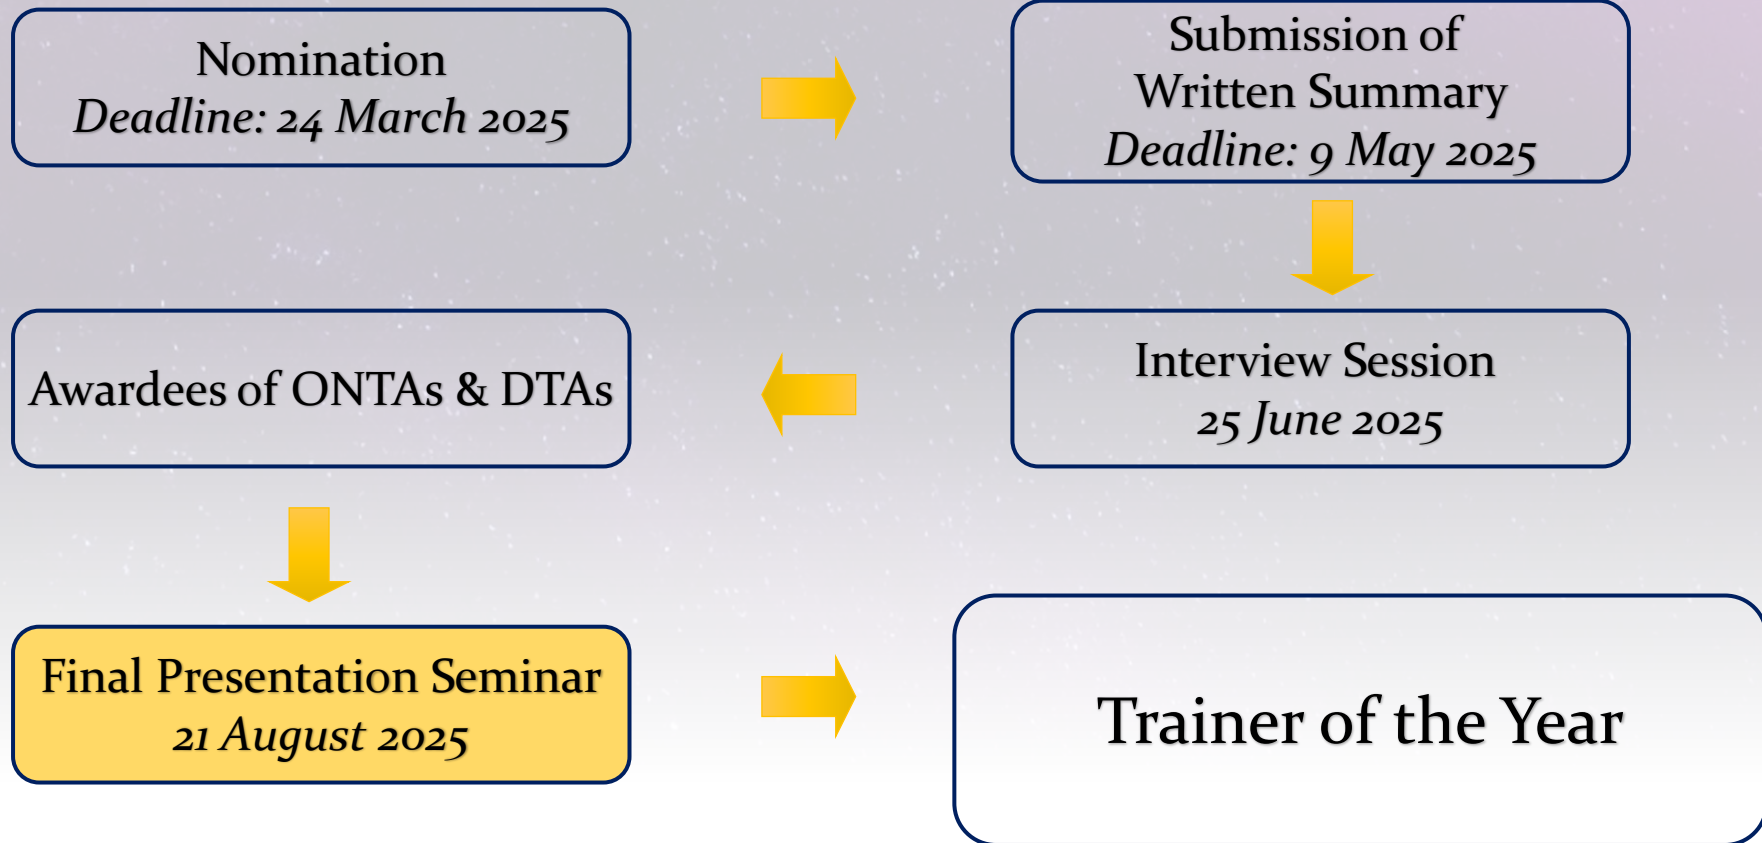 Nomination
Deadline: 24 March 2025
Submission of
Written Summary
Deadline: 9 May 2025
Interview Session
25 June 2025
Awardees of ONTAs & DTAs
Final Presentation Seminar
21 August 2025
Trainer of the Year